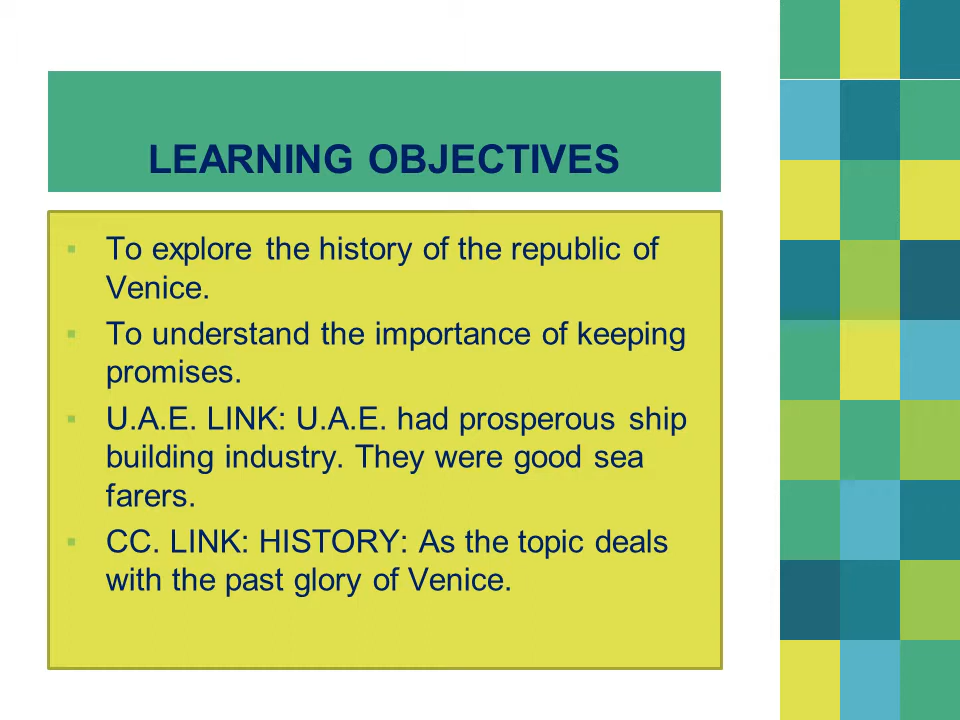 LEARNING OBJECTIVES
▪ To explore the history of the republic of
Venice.
▪ To understand the importance of keeping
promises.
▪ U.A.E. LINK: U.A.E. had prosperous ship
building industry. They were good sea
farers.
▪ CC. LINK: HISTORY: As the topic deals
with the past glory of Venice.